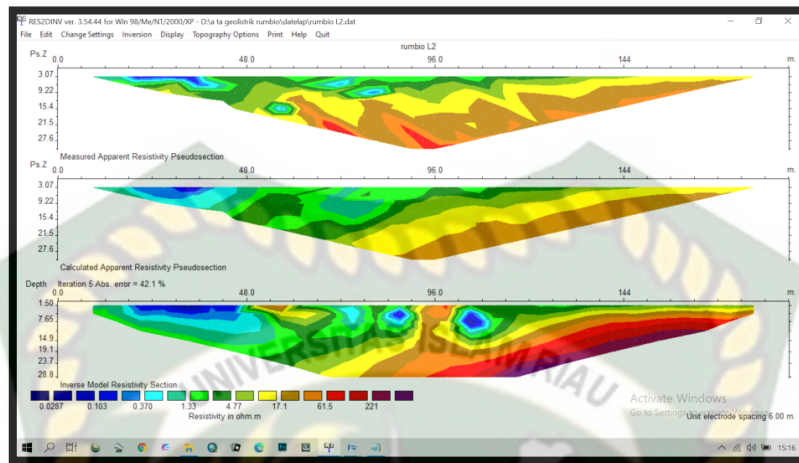 RES2DINV ver. 3.54.44 for Win 98/Me/NT/2000/XP - D:\a ta geolistrik rumbio\datelap\rumbio L2.dat
File Edit Change Settings Inversion Display Topography Options Print Help Quit
rumbio L2
Ps.Z 0.0 48.0 96.0 144 m.
3.07
9.22
15.4
21.5
27.6
Measured Apparent Resistivity Pseudosection
Ps.Z 0.0 48.0 96.0 144 m.
3.07
9.22
15.4
21.5
27.6
Calculated Apparent Resistivity Pseudosection
Depth Iteration 5 Abs. error = 42.1 %
0.0 48.0 96.0 144 m.
1.50
7.65
14.9
19.1
23.7
28.8
UNIVERSITAS ISLAM RIAU
Inverse Model Resistivity Section
0.0287 0.103 0.370 1.33 4.77 17.1 61.5 221
Resistivity in ohm.m
Activate Windows
Go to Settings
Unit electrode spacing 6.00 m.
15:16